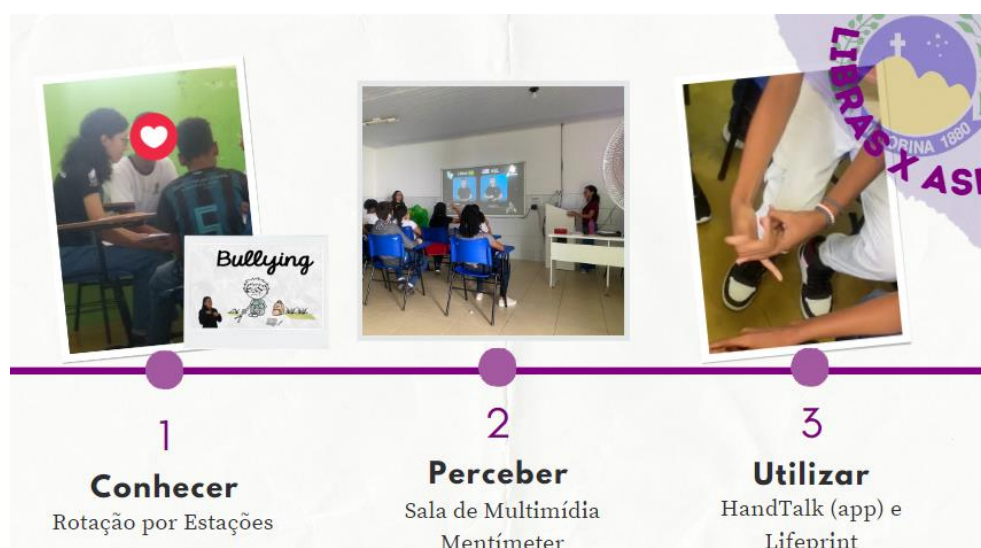 LIBRAS X ASL
ORINA 1880
Bullying
1
Conhecer
Rotação por Estações
2
Perceber
Sala de Multimídia
Mentímeter
3
Utilizar
HandTalk (app) e
Lifeprint